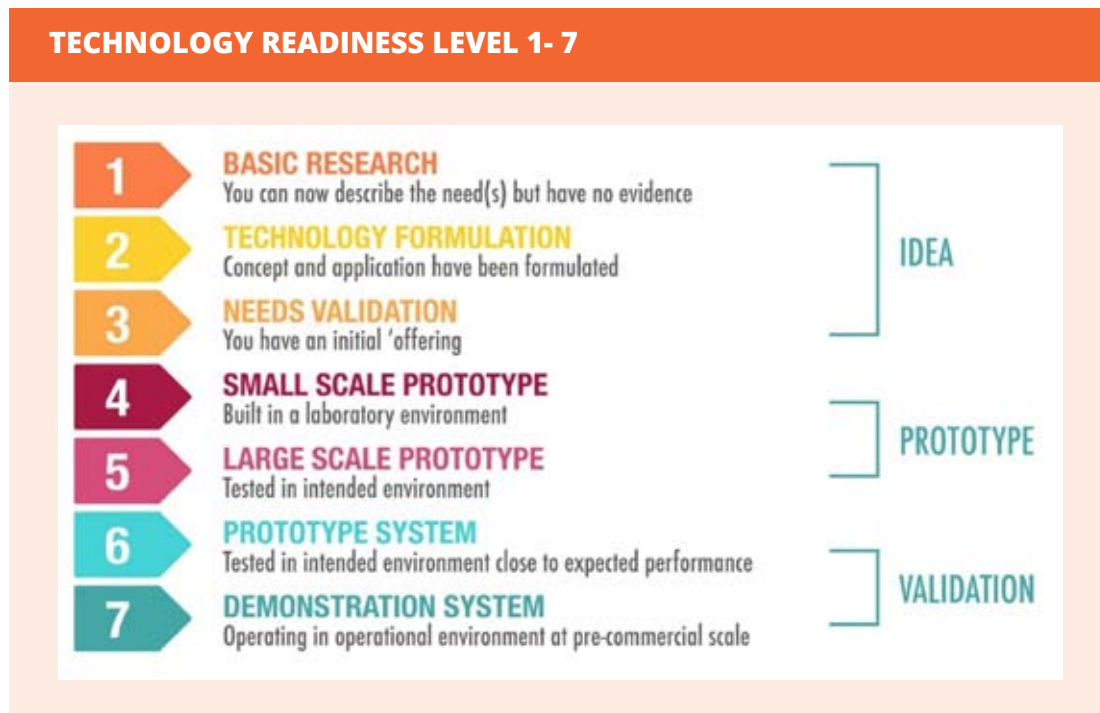 TECHNOLOGY READINESS LEVEL 1- 7
1
BASIC RESEARCH
You can now describe the need(s) but have no evidence
2
TECHNOLOGY FORMULATION
Concept and application have been formulated
3
NEEDS VALIDATION
You have an initial ‘offering
IDEA
4
SMALL SCALE PROTOTYPE
Built in a laboratory environment
5
LARGE SCALE PROTOTYPE
Tested in intended environment
PROTOTYPE
6
PROTOTYPE SYSTEM
Tested in intended environment close to expected performance
7
DEMONSTRATION SYSTEM
Operating in operational environment at pre-commercial scale
VALIDATION